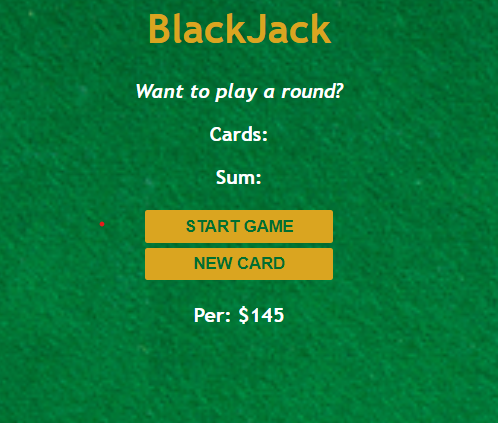 BlackJack
Want to play a round?
Cards:
Sum:
START GAME
NEW CARD
Per: $145